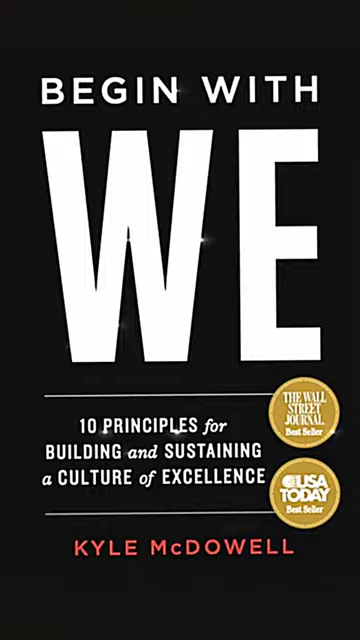 BEGIN WITH
WE
10 PRINCIPLES for
BUILDING and SUSTAINING
a CULTURE of EXCELLENCE
THE WALL
STREET
JOURNAL
Best Seller
USA
TODAY
Best Seller
KYLE McDOWELL